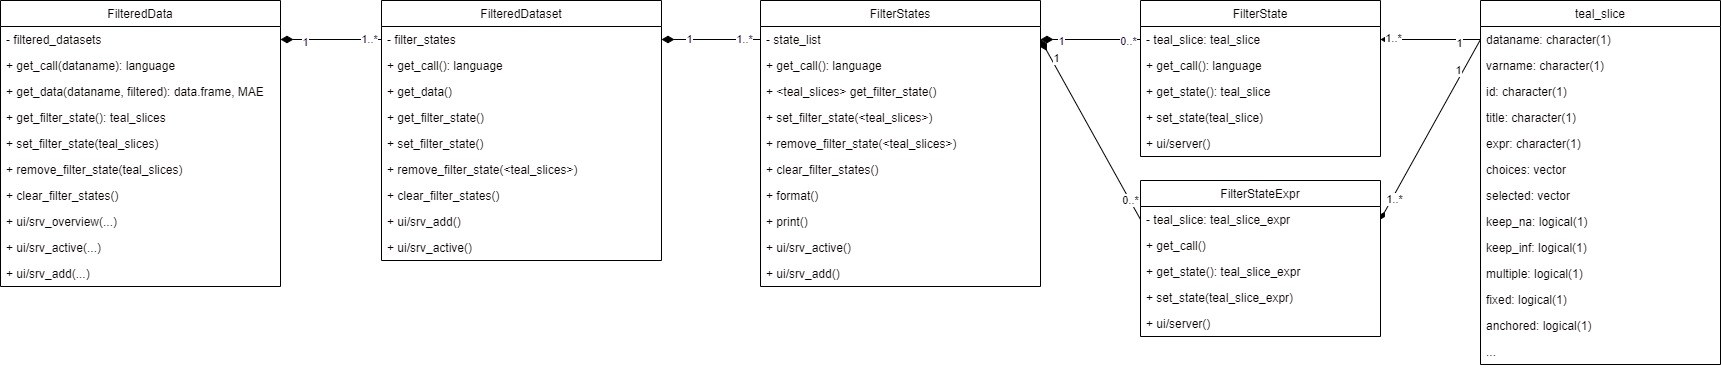 FilteredData
- filtered_datasets
+ get_call(dataname): language
+ get_data(dataname, filtered): data.frame, MAE
+ get_filter_state(): teal_slices
+ set_filter_state(teal_slices)
+ remove_filter_state(teal_slices)
+ clear_filter_states()
+ ui/srv_overview(...)
+ ui/srv_active(...)
+ ui/srv_add(...)
1
1..*
FilteredDataset
- filter_states
+ get_call(): language
+ get_data()
+ get_filter_state()
+ set_filter_state()
+ remove_filter_state(<teal_slices>)
+ clear_filter_states()
+ ui/srv_add()
+ ui/srv_active()
1
1..*
FilterStates
- state_list
+ get_call(): language
+ <teal_slices> get_filter_state()
+ set_filter_state(<teal_slices>)
+ remove_filter_state(<teal_slices>)
+ clear_filter_states()
+ format()
+ print()
+ ui/srv_active()
+ ui/srv_add()
1
0..*
1
0..*
FilterState
- teal_slice: teal_slice
+ get_call(): language
+ get_state(): teal_slice
+ set_state(teal_slice)
+ ui/server()
FilterStateExpr
- teal_slice: teal_slice_expr
+ get_call()
+ get_state(): teal_slice_expr
+ set_state(teal_slice_expr)
+ ui/server()
1..*
1
1
1..*
teal_slice
dataname: character(1)
varname: character(1)
id: character(1)
title: character(1)
expr: character(1)
choices: vector
selected: vector
keep_na: logical(1)
keep_inf: logical(1)
multiple: logical(1)
fixed: logical(1)
anchored: logical(1)
...